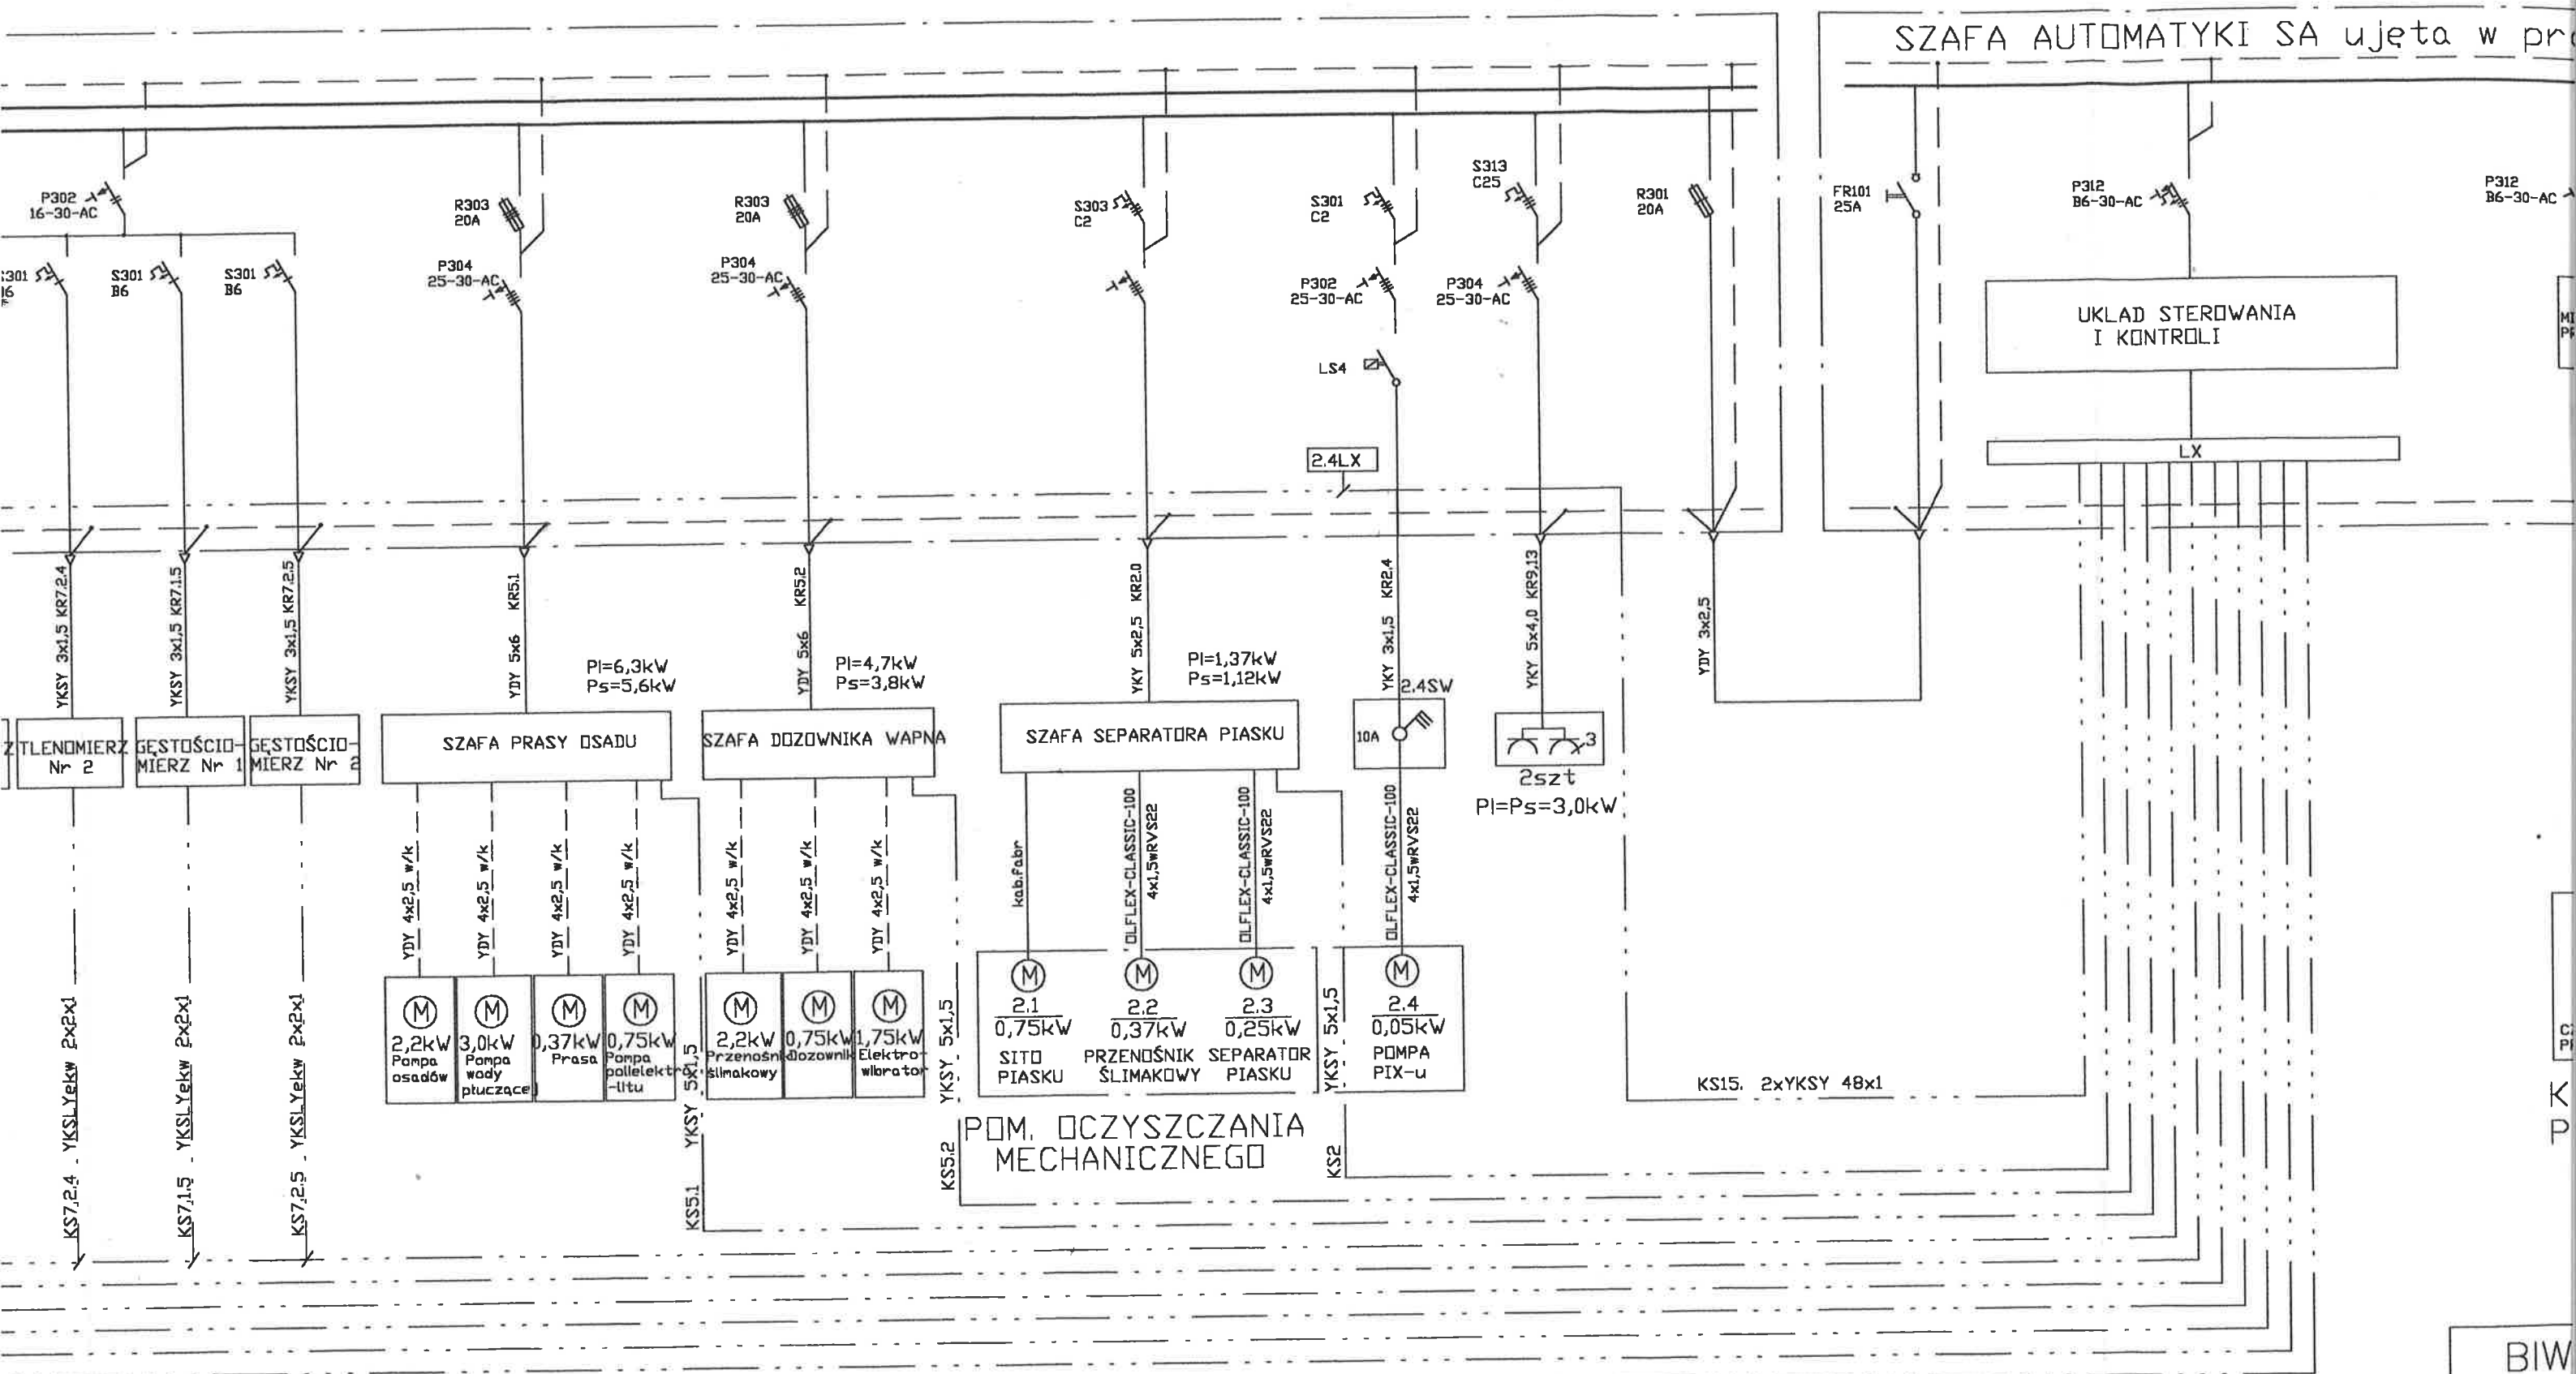 SZAFA AUTOMATYKI SA ujęta w
P302
16-30-AC
R303
20A
R303
20A
S303
C2
S301
C2
S313
C25
R301
20A
FR101
25A
P312
B6-30-AC
P312
B6-30-AC
S301
B6
S301
B6
P304
25-30-AC
P304
25-30-AC
P302
25-30-AC
P304
25-30-AC
LS4
UKLAD STEROWANIA
I KONTROLI
2.4LX
LX
YKSY 3x1,5 KR7.2.4
YKSY 3x1,5 KR7.1.5
YKSY 3x1,5 KR7.2.5
YDY 5x6 KR5.1
YDY 5x6 KR5.2
YKY 5x2,5 KR2.0
YKY 3x1,5 KR2.4
YKY 5x4,0 KR9,13
YDY 3x2,5
PI=6,3kW
Ps=5,6kW
PI=4,7kW
Ps=3,8kW
PI=1,37kW
Ps=1,12kW
2.4SW
10A
TLENOMIERZ
Nr 2
GĘSTOŚCIO-
MIERZ Nr 1
GĘSTOŚCIO-
MIERZ Nr 2
SZAFA PRASY OSADU
SZAFA DOZOWNIKA WAPNA
SZAFA SEPARATORA PIASKU
3
2szt
PI=Ps=3,0kW
YDY 4x2,5 w/k
YDY 4x2,5 w/k
YDY 4x2,5 w/k
YDY 4x2,5 w/k
YDY 4x2,5 w/k
YDY 4x2,5 w/k
YDY 4x2,5 w/k
kab.fabr
OLFLEX-CLASSIC-100
4x1,5wRVS22
OLFLEX-CLASSIC-100
4x1,5wRVS22
OLFLEX-CLASSIC-100
4x1,5wRVS22
M
2,2kW
Pompa
osadów
M
3,0kW
Pompa
wody
płuczącej
M
0,37kW
Prasa
M
0,75kW
Pompa
polielektro
-litu
M
2,2kW
Przenośnik
ślimakowy
M
0,75kW
Dozownik
M
1,75kW
Elektro-
wibrator
M
2.1
0,75kW
SITO
PIASKU
M
2.2
0,37kW
PRZENOŚNIK
ŚLIMAKOWY
M
2.3
0,25kW
SEPARATOR
PIASKU
M
2.4
0,05kW
POMPA
PIX-u
POM. OCZYSZCZANIA
MECHANICZNEGO
KS7,2.4 YKSLYekw 2x2x1
KS7,1.5 YKSLYekw 2x2x1
KS7,2.5 YKSLYekw 2x2x1
KS5.1 YKSY 5x1,5
KS5.2 YKSY 5x1,5
KS2 YKSY 5x1,5
KS15. 2xYKSY 48x1
K
P
BIW